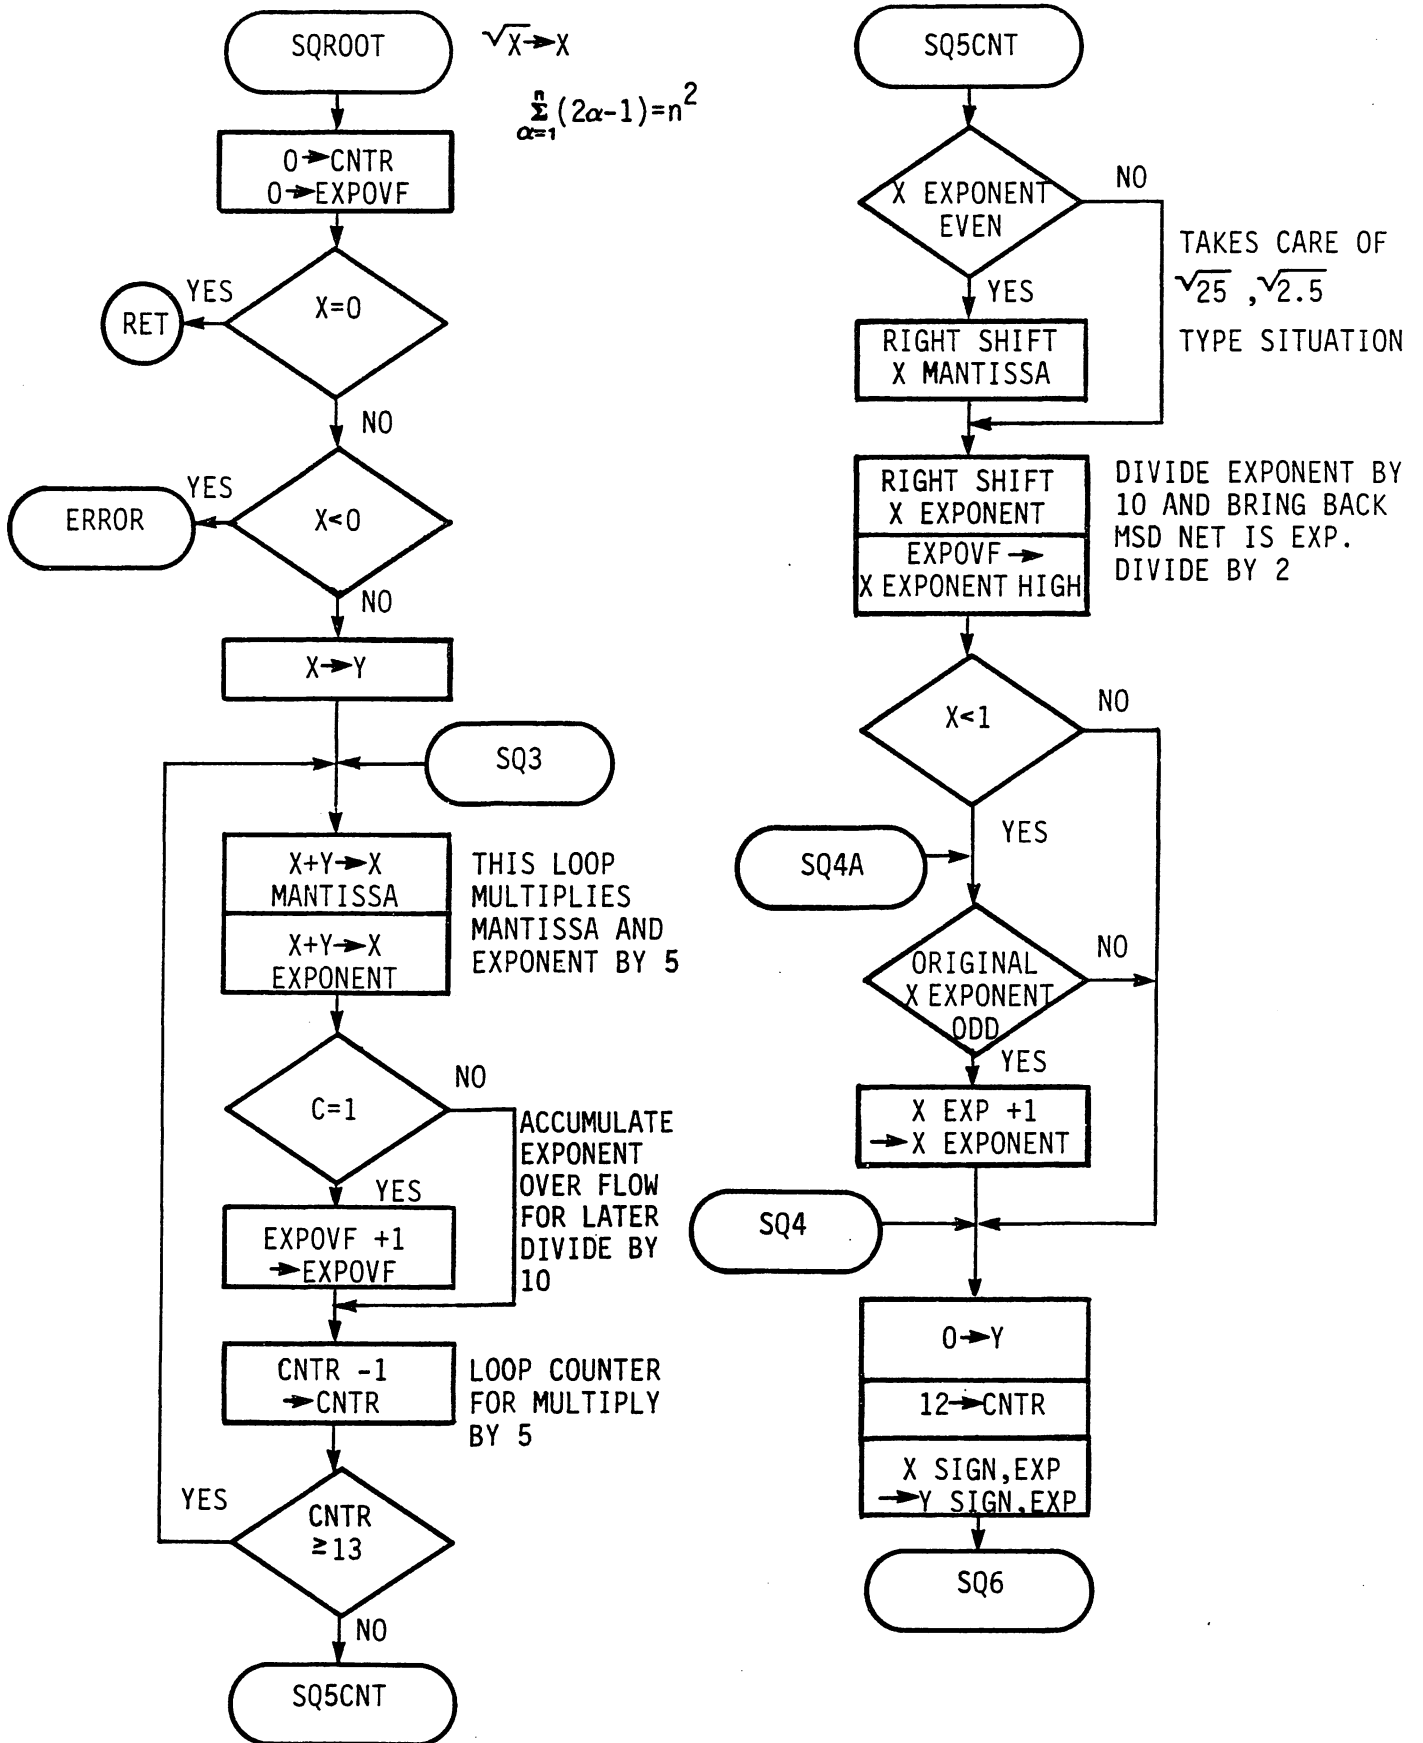 SQROOT
√X→X
n
Σ (2α-1)=n²
α=1
0→CNTR
0→EXPOVF
X=0
YES
RET
NO
X<0
YES
ERROR
NO
X→Y
SQ3
X+Y→X
MANTISSA
X+Y→X
EXPONENT
THIS LOOP
MULTIPLIES
MANTISSA AND
EXPONENT BY 5
C=1
NO
YES
ACCUMULATE
EXPONENT
OVER FLOW
FOR LATER
DIVIDE BY
10
EXPOVF +1
→EXPOVF
CNTR -1
→CNTR
LOOP COUNTER
FOR MULTIPLY
BY 5
YES
CNTR
≥13
NO
SQ5CNT
SQ5CNT
X EXPONENT
EVEN
NO
YES
TAKES CARE OF
√25 ,√2.5
TYPE SITUATION
RIGHT SHIFT
X MANTISSA
RIGHT SHIFT
X EXPONENT
EXPOVF→
X EXPONENT HIGH
DIVIDE EXPONENT BY
10 AND BRING BACK
MSD NET IS EXP.
DIVIDE BY 2
X<1
NO
YES
SQ4A
ORIGINAL
X EXPONENT
ODD
NO
YES
X EXP +1
→X EXPONENT
SQ4
0→Y
12→CNTR
X SIGN,EXP
→Y SIGN,EXP
SQ6